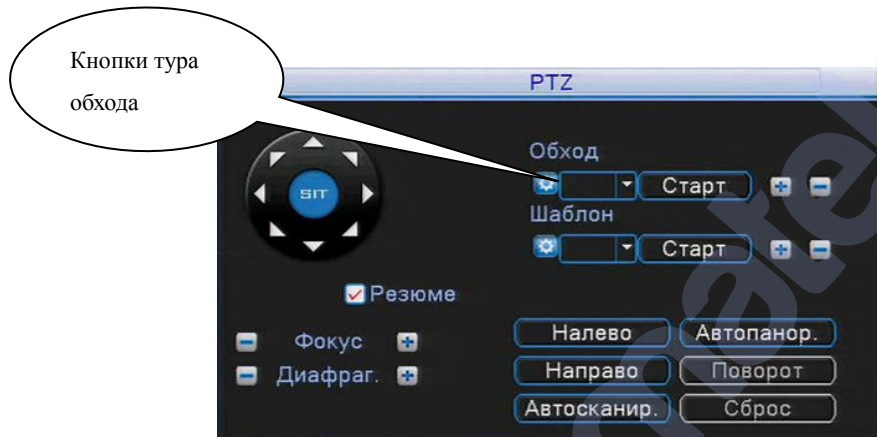 Кнопки тура
обхода
PTZ
Обход
Старт
Шаблон
Старт
SIT
Резюме
Фокус
Диафраг.
Налево
Автопанор.
Направо
Поворот
Автосканир.
Сброс